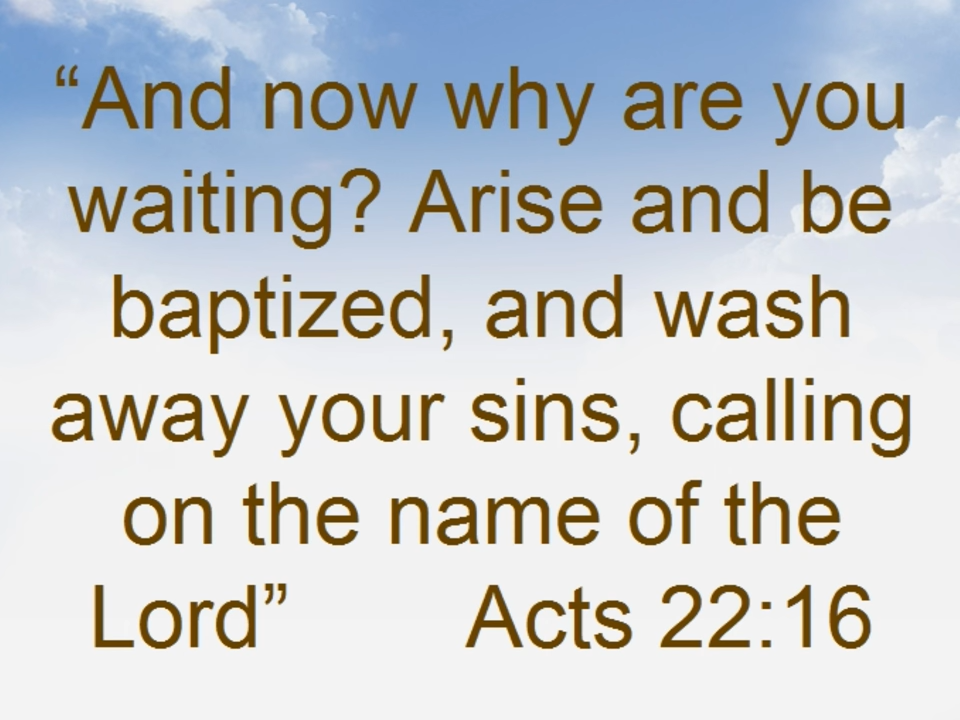 “And now why are you
waiting? Arise and be
baptized, and wash
away your sins, calling
on the name of the
Lord” Acts 22:16